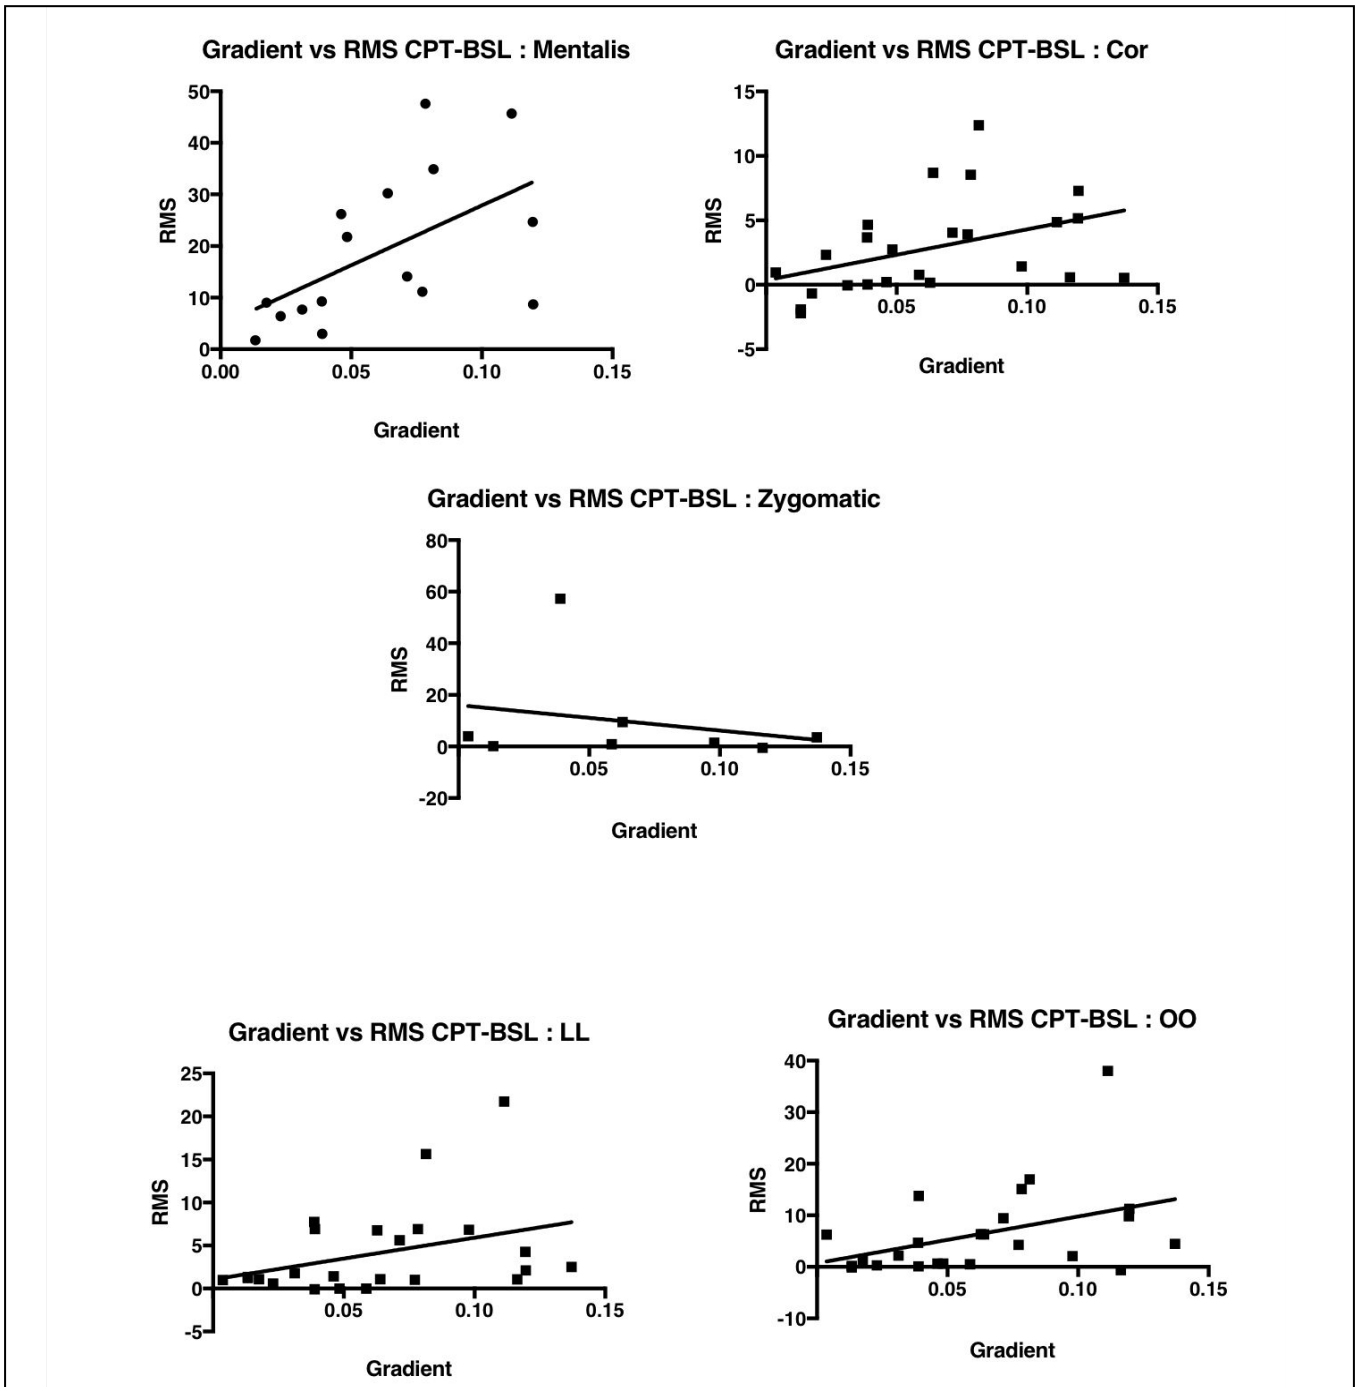 Gradient vs RMS CPT-BSL : Mentalis
50
40
30
20
10
0
RMS
0.00 0.05 0.10 0.15
Gradient
Gradient vs RMS CPT-BSL : Cor
15
10
5
0
-5
RMS
0.05 0.10 0.15
Gradient
Gradient vs RMS CPT-BSL : Zygomatic
80
60
40
20
0
-20
RMS
0.05 0.10 0.15
Gradient
Gradient vs RMS CPT-BSL : LL
25
20
15
10
5
0
-5
RMS
0.05 0.10 0.15
Gradient
Gradient vs RMS CPT-BSL : OO
40
30
20
10
0
-10
RMS
0.05 0.10 0.15
Gradient